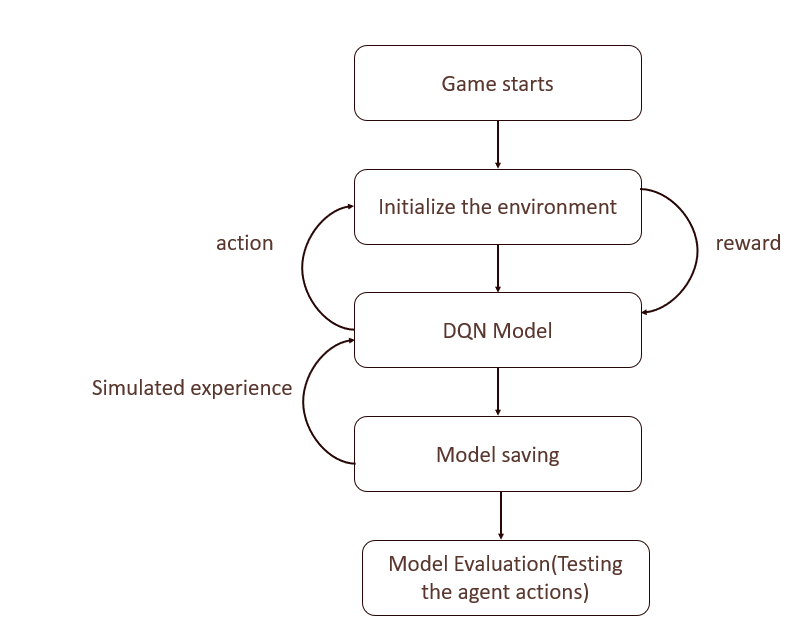 Game starts
Initialize the environment
action
reward
DQN Model
Simulated experience
Model saving
Model Evaluation(Testing
the agent actions)